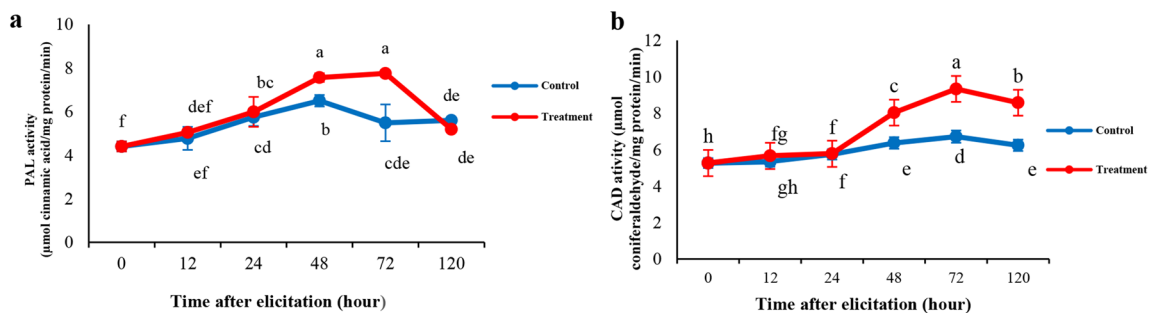 a
PAL activity
(µmol cinnamic acid/mg protein/min)
10
8
6
4
2
0
f
def
ef
bc
cd
a
b
a
cde
de
de
0 12 24 48 72 120
Time after elicitation (hour)
Control
Treatment
b
CAD ativity (µmol
coniferaldehyde/mg protein/min)
12
10
8
6
4
2
0
h
fg
gh
f
f
c
e
a
d
b
e
0 12 24 48 72 120
Time after elicitation (hour)
Control
Treatment